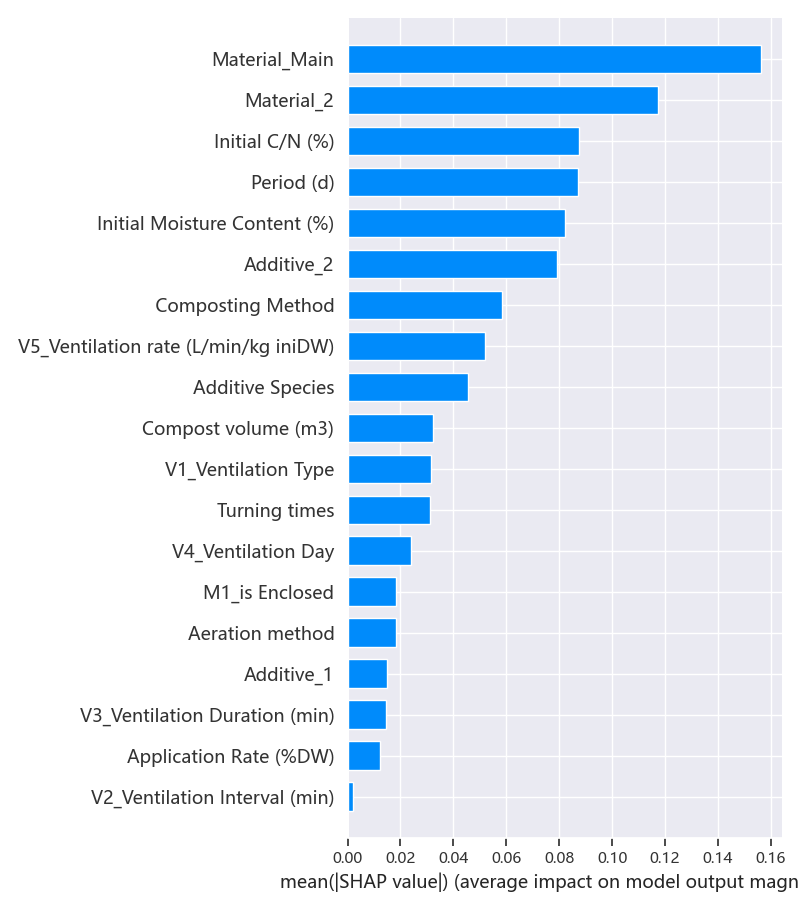 Material_Main
Material_2
Initial C/N (%)
Period (d)
Initial Moisture Content (%)
Additive_2
Composting Method
V5_Ventilation rate (L/min/kg iniDW)
Additive Species
Compost volume (m3)
V1_Ventilation Type
Turning times
V4_Ventilation Day
M1_is Enclosed
Aeration method
Additive_1
V3_Ventilation Duration (min)
Application Rate (%DW)
V2_Ventilation Interval (min)
0.00 0.02 0.04 0.06 0.08 0.10 0.12 0.14 0.16
mean(|SHAP value|) (average impact on model output magn